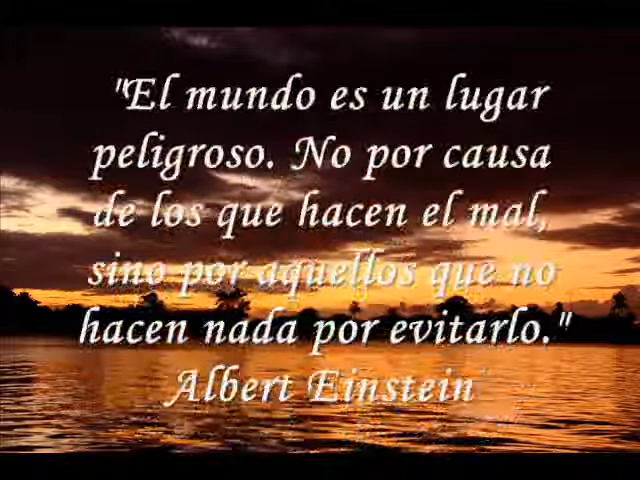 "El mundo es un lugar
peligroso. No por causa
de los que hacen el mal,
sino por aquellos que no
hacen nada por evitarlo."
Albert Einstein